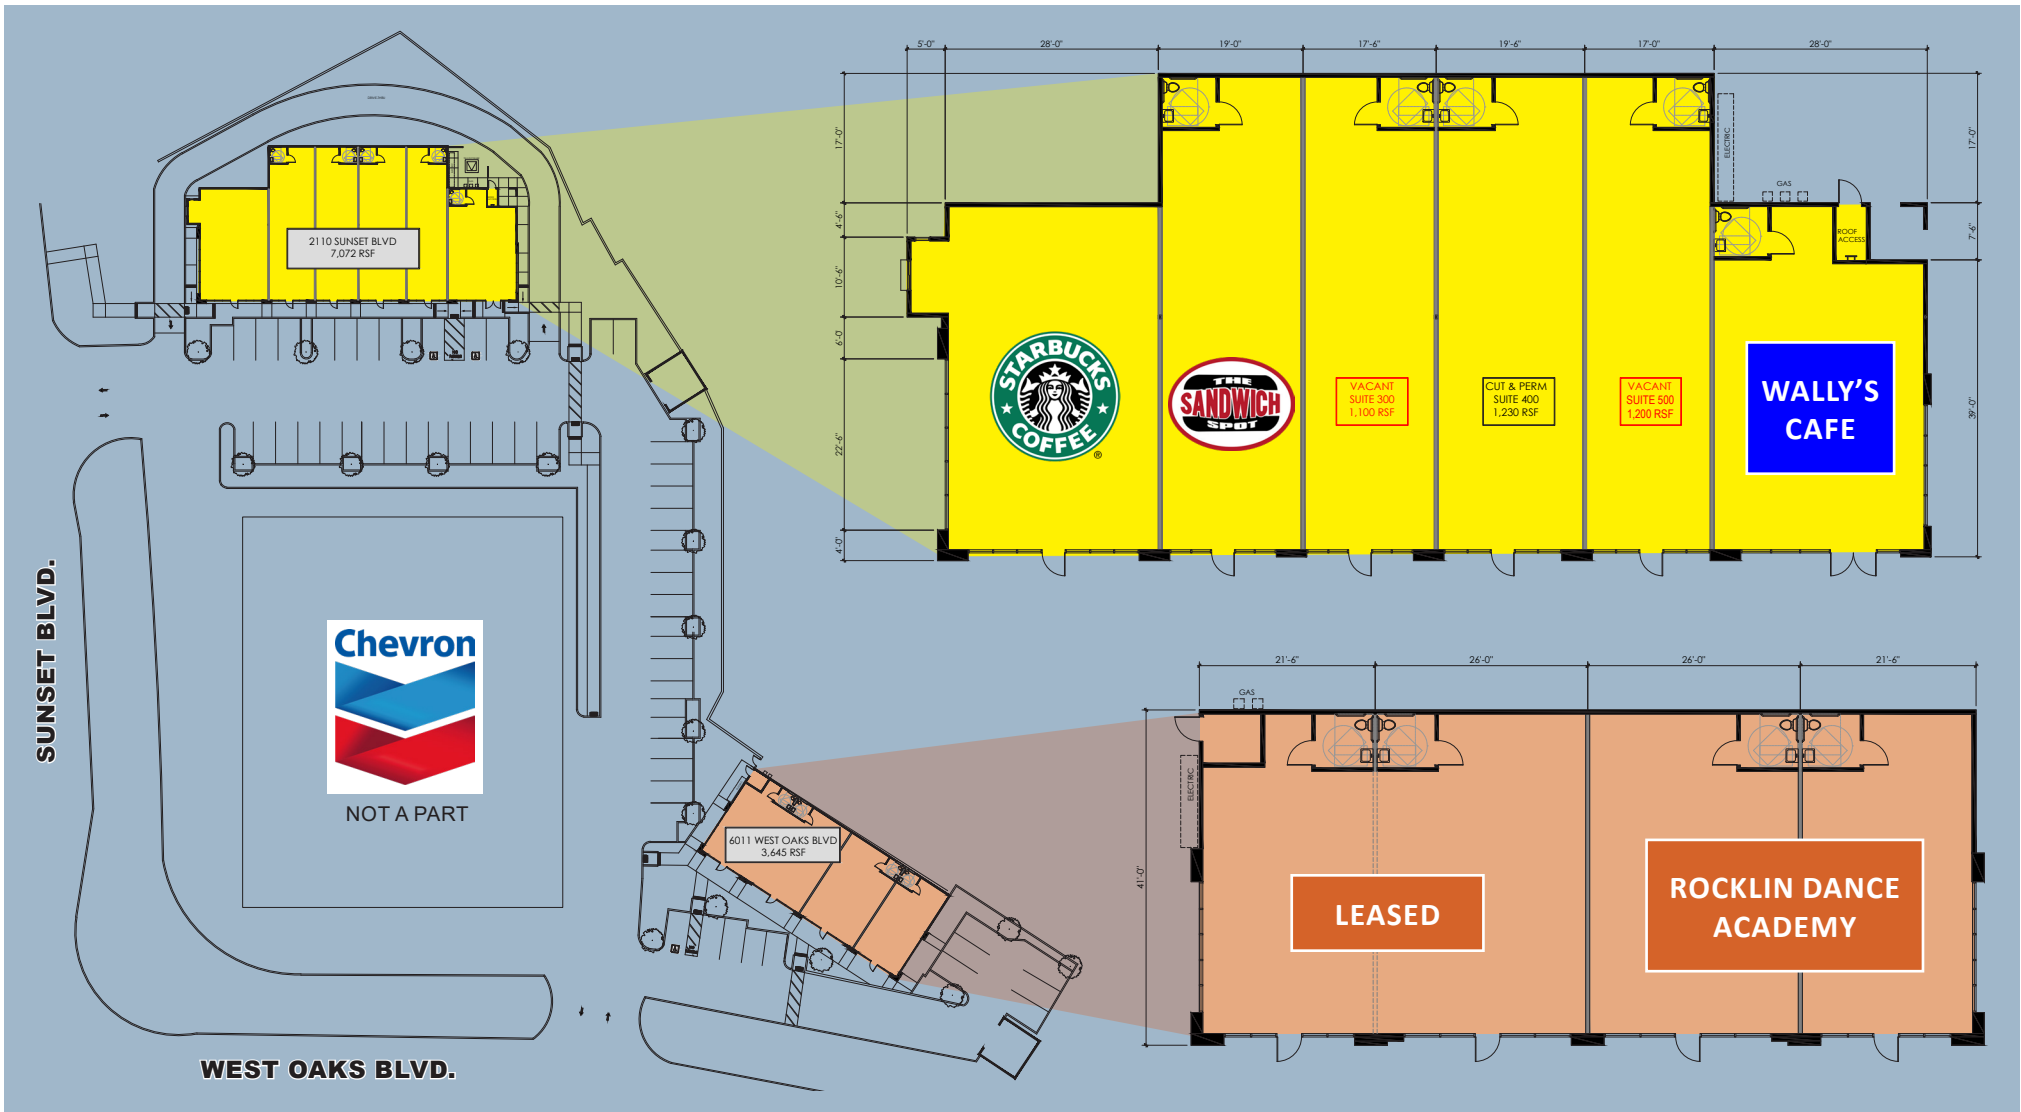 5'-0"
28'-0"
19'-0"
17'-6"
19'-6"
17'-0"
28'-0"
17'-0"
4'-6"
10'-6"
6'-0
22'-6"
4'-0"
17'-0"
7'-6"
39'-0"
ELECTRIC
GAS
ROOF
ACCESS
2110 SUNSET BLVD
7,072 RSF
STARBUCKS
COFFEE
®
THE
SANDWICH
SPOT
VACANT
SUITE 300
1,100 RSF
CUT & PERM
SUITE 400
1,230 RSF
VACANT
SUITE 500
1,200 RSF
WALLY'S
CAFE
SUNSET BLVD.
Chevron
NOT A PART
WEST OAKS BLVD.
6011 WEST OAKS BLVD
3,645 RSF
21'-6"
26'-0"
26'-0"
21'-6"
GAS
ELECTRIC
41'-0"
LEASED
ROCKLIN DANCE
ACADEMY